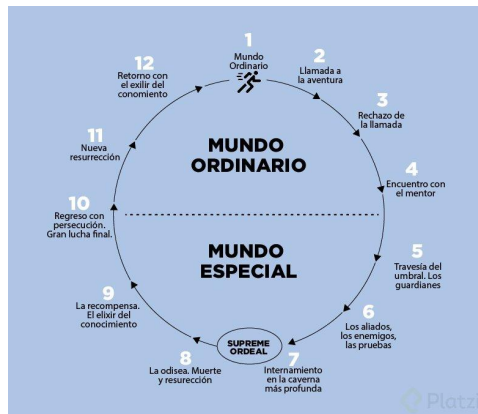 1
Mundo
Ordinario
2
Llamada a
la aventura
3
Rechazo de
la llamada
4
Encuentro con
el mentor
5
Travesía del
umbral. Los
guardianes
6
Los aliados,
los enemigos,
las pruebas
7
Internamiento
en la caverna
más profunda
SUPREME
ORDEAL
8
La odisea. Muerte
y resurección
9
La recompensa.
El elixir del
conocimiento
10
Regreso con
persecución.
Gran lucha final.
11
Nueva
resurrección
12
Retorno con
el exilir del
conomiento
MUNDO
ORDINARIO
MUNDO
ESPECIAL
Platzi